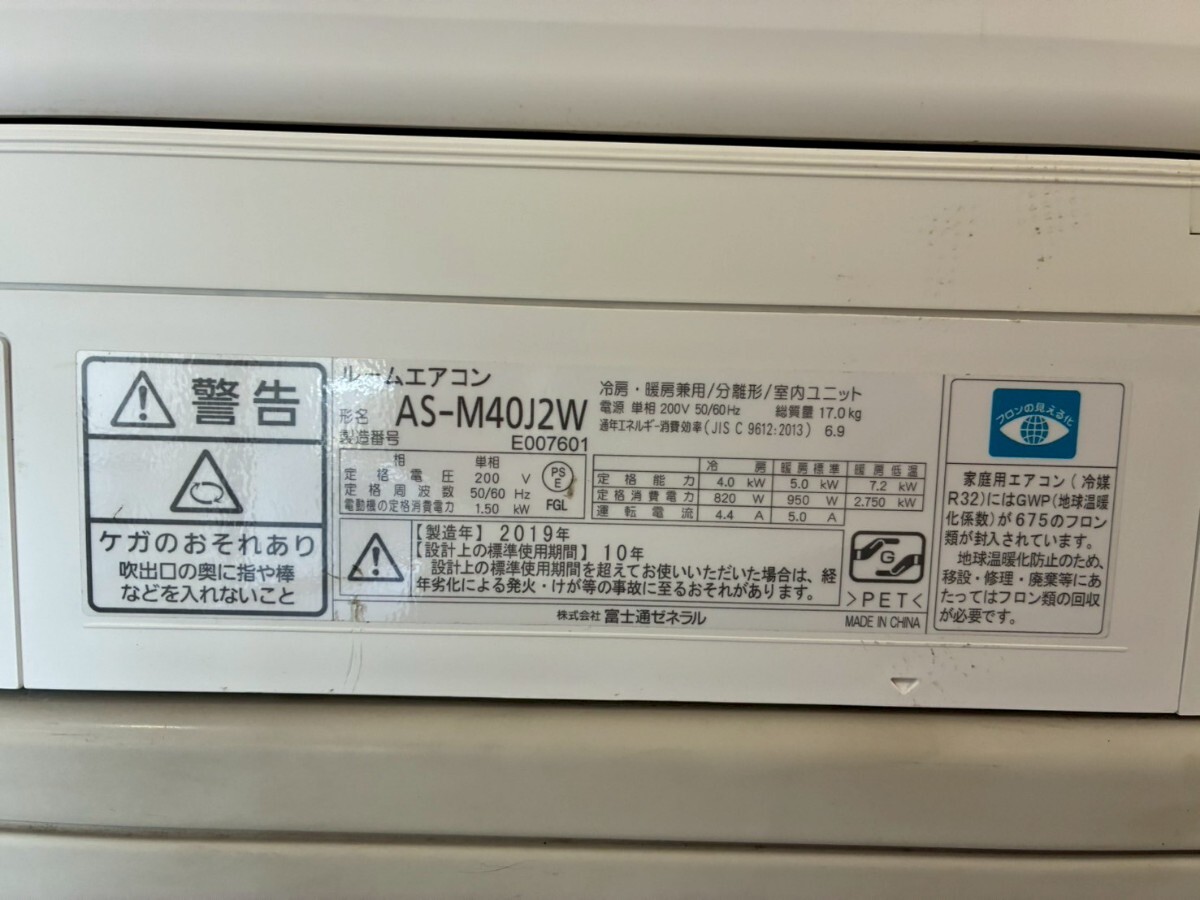 警告
ケガのおそれあり
吹出口の奥に指や棒
などを入れないこと
ルームエアコン
形名 AS-M40J2W
製造番号 E007601
冷房・暖房兼用/分離形/室内ユニット
電源 単相 200V 50/60Hz 総質量 17.0kg
通年エネルギー消費効率(JIS C 9612:2013) 6.9
相 単相
定格電圧 200 V
定格周波数 50/60 Hz
電動機の定格消費電力 1.50 kW
PS
E
FGL
冷房 暖房標準 暖房低温
定格能力 4.0 kW 5.0 kW 7.2 kW
定格消費電力 820 W 950 W 2.750 kW
運転電流 4.4 A 5.0 A
【製造年】2019年
【設計上の標準使用期間】10年
設計上の標準使用期間を超えてお使いいただいた場合は、経
年劣化による発火・けが等の事故に至るおそれがあります。
G
>PET<
株式会社 富士通ゼネラル
MADE IN CHINA
フロンの見える化
家庭用エアコン(冷媒
R32)にはGWP(地球温暖
化係数)が675のフロン
類が封入されています。
地球温暖化防止のため、
移設・修理・廃棄等にあ
たってはフロン類の回収
が必要です。